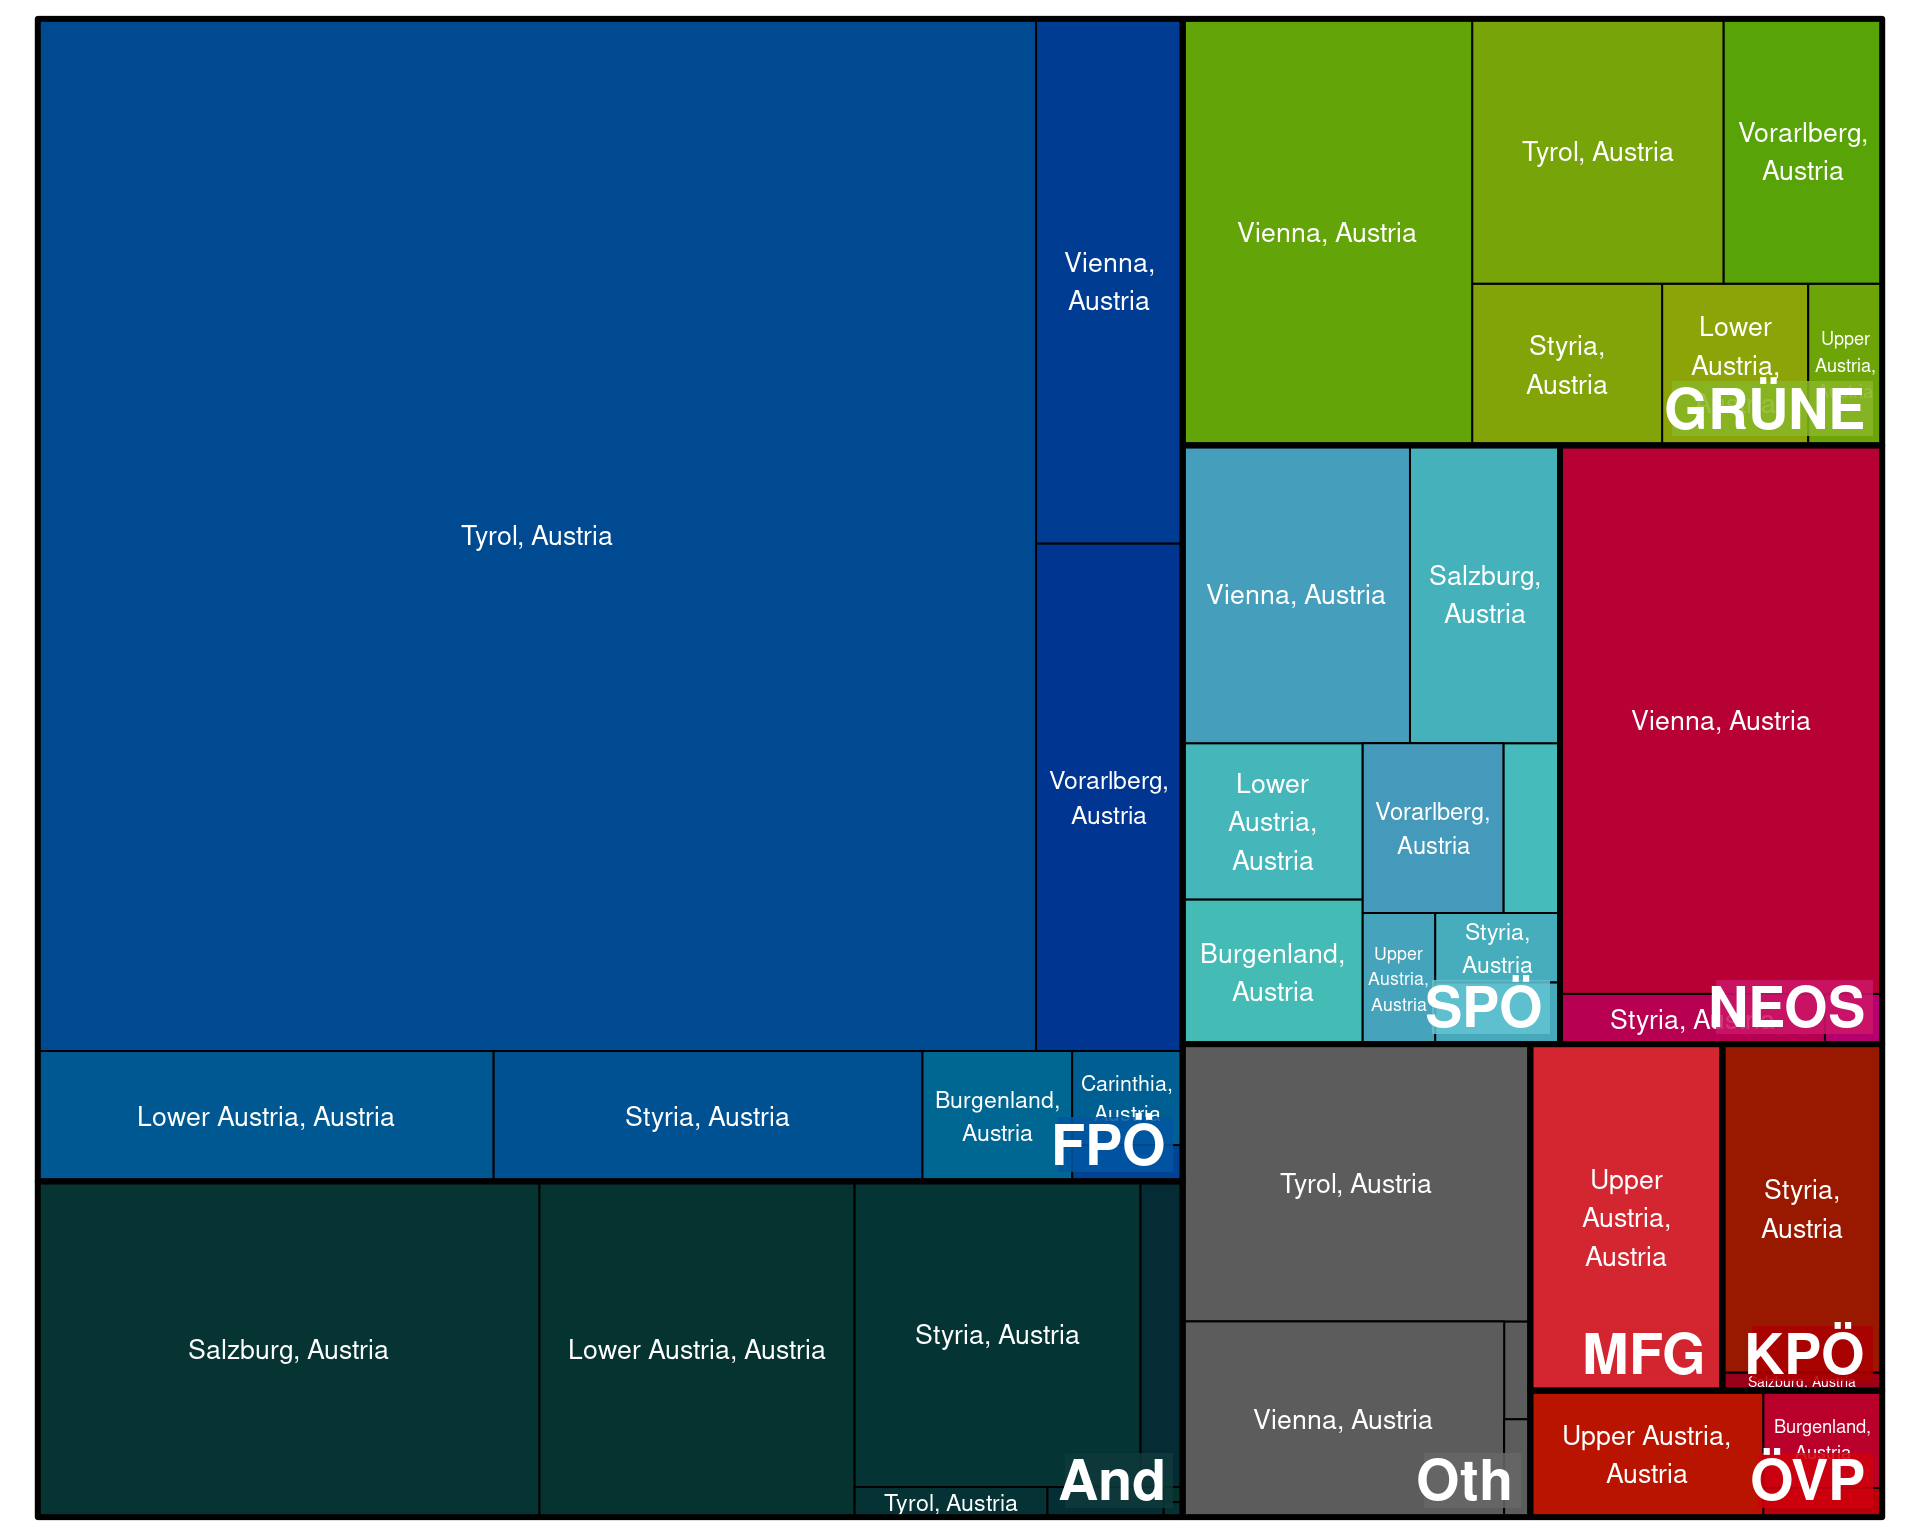 Tyrol, Austria
Vienna,
Austria
Vorarlberg,
Austria
Lower Austria, Austria
Styria, Austria
Burgenland,
Austria
Carinthia,
Austria
FPÖ
Salzburg, Austria
Lower Austria, Austria
Styria, Austria
Tyrol, Austria
And
Vienna, Austria
Tyrol, Austria
Vorarlberg,
Austria
Styria,
Austria
Lower
Austria,
Upper
Austria,
GRÜNE
Vienna, Austria
Salzburg,
Austria
Lower
Austria,
Austria
Vorarlberg,
Austria
Burgenland,
Austria
Upper
Austria,
Austria
Styria,
Austria
SPÖ
Vienna, Austria
Styria, Austria
NEOS
Tyrol, Austria
Vienna, Austria
Oth
Upper
Austria,
Austria
MFG
Styria,
Austria
KPÖ
Salzburg, Austria
Upper Austria,
Austria
Burgenland,
Austria
ÖVP